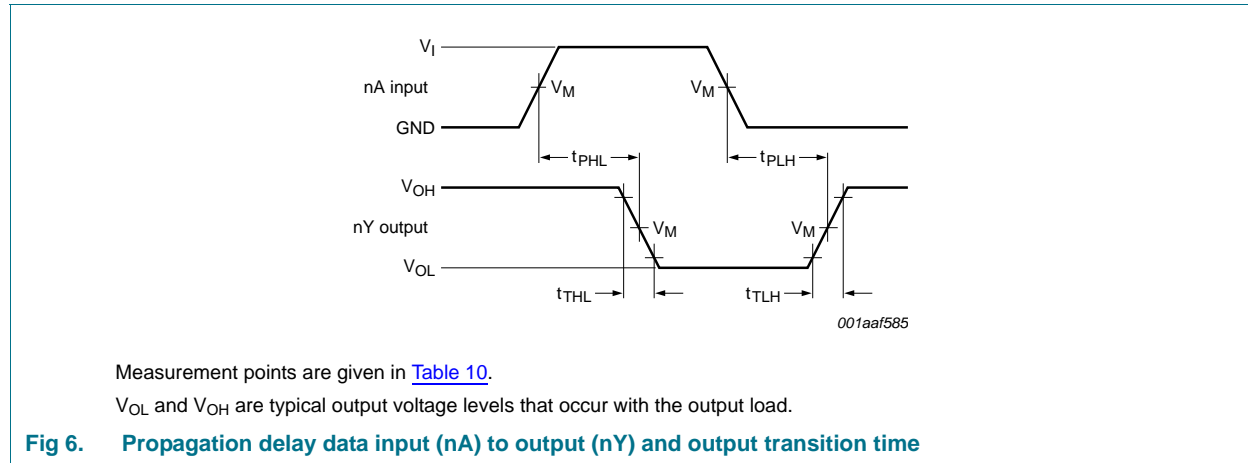 VI
nA input
VM
VM
GND
tPHL
tPLH
VOH
nY output
VM
VM
VOL
tTHL
tTLH
001aaf585
Measurement points are given in Table 10.
VOL and VOH are typical output voltage levels that occur with the output load.
Fig 6. Propagation delay data input (nA) to output (nY) and output transition time